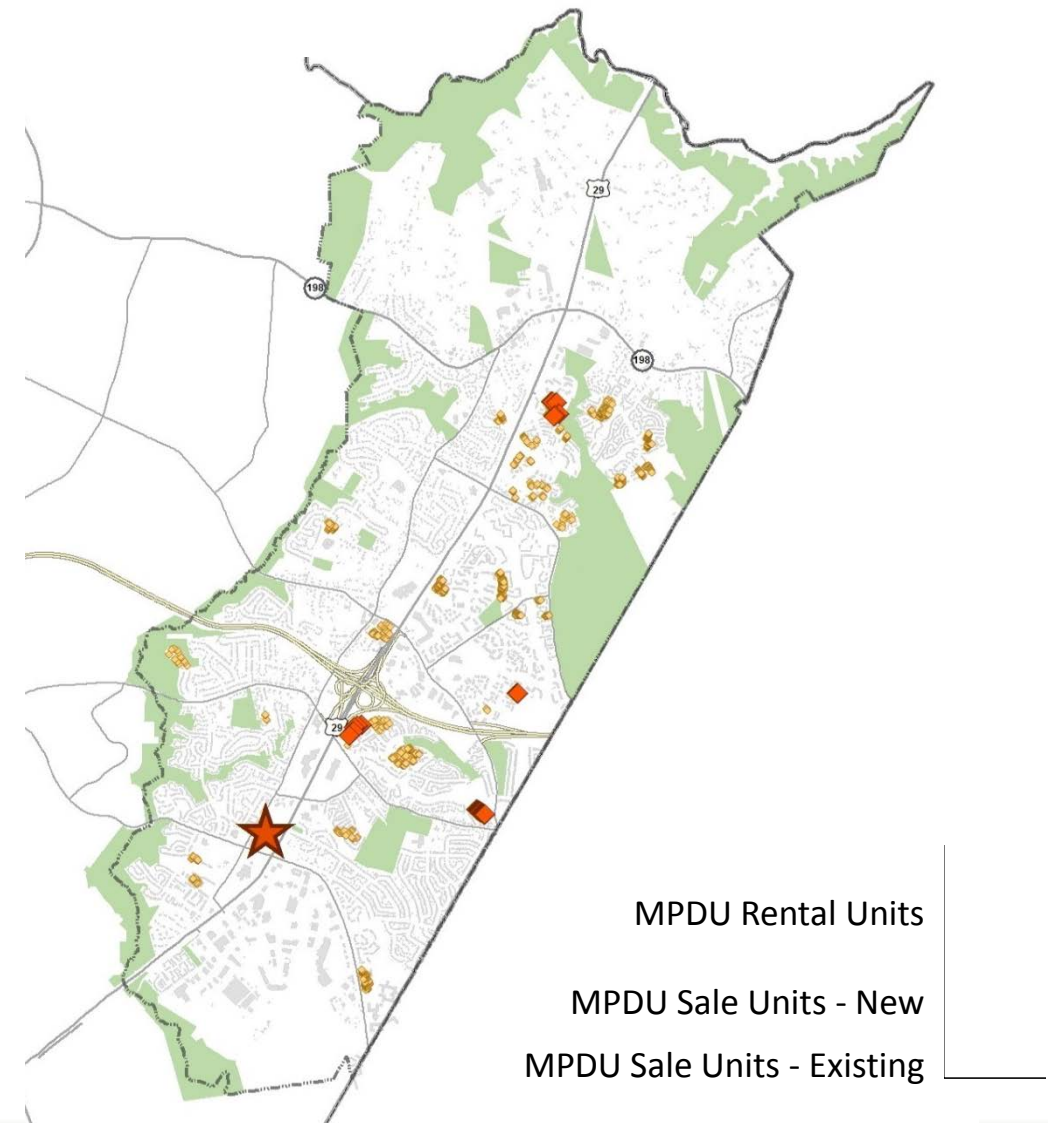 29
198
198
29
MPDU Rental Units
MPDU Sale Units - New
MPDU Sale Units - Existing